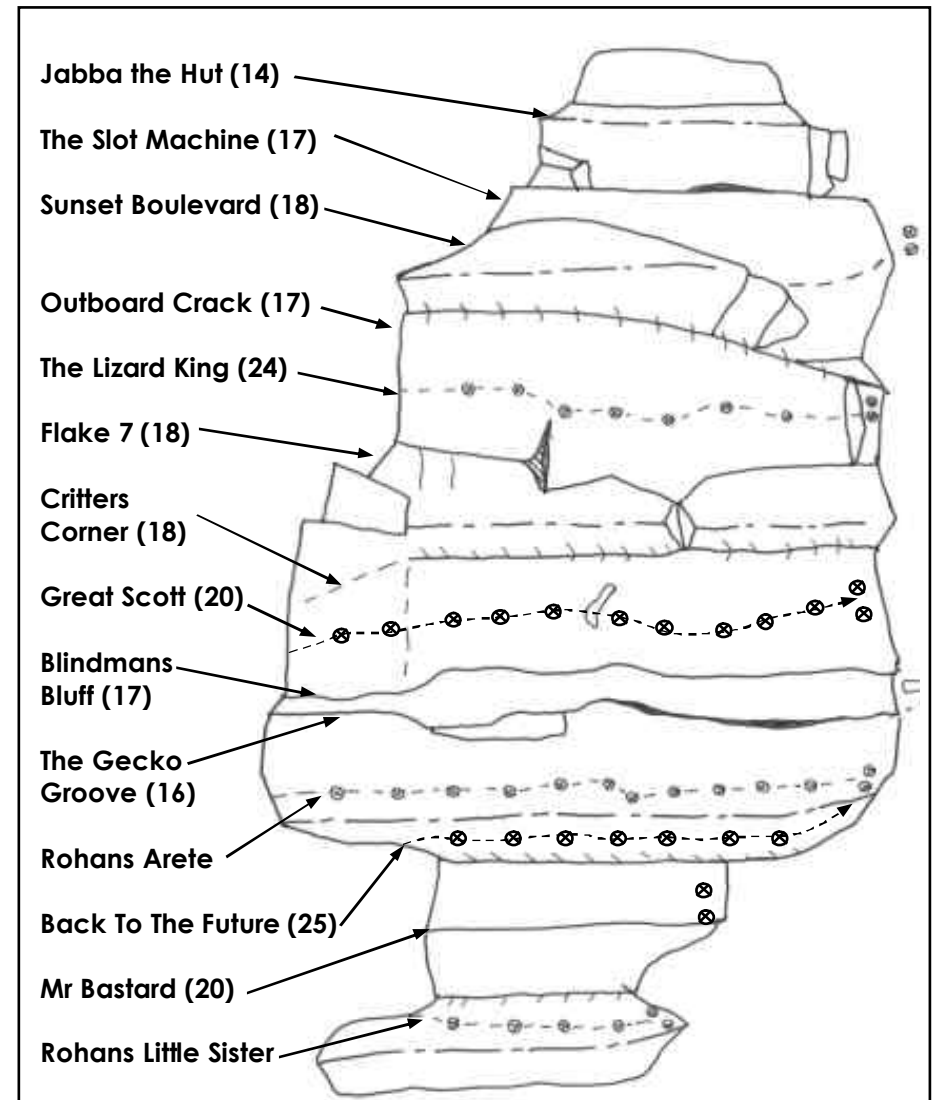 Jabba the Hut (14)
The Slot Machine (17)
Sunset Boulevard (18)
Outboard Crack (17)
The Lizard King (24)
Flake 7 (18)
Critters
Corner (18)
Great Scott (20)
Blindmans
Bluff (17)
The Gecko
Groove (16)
Rohans Arete
Back To The Future (25)
Mr Bastard (20)
Rohans Little Sister